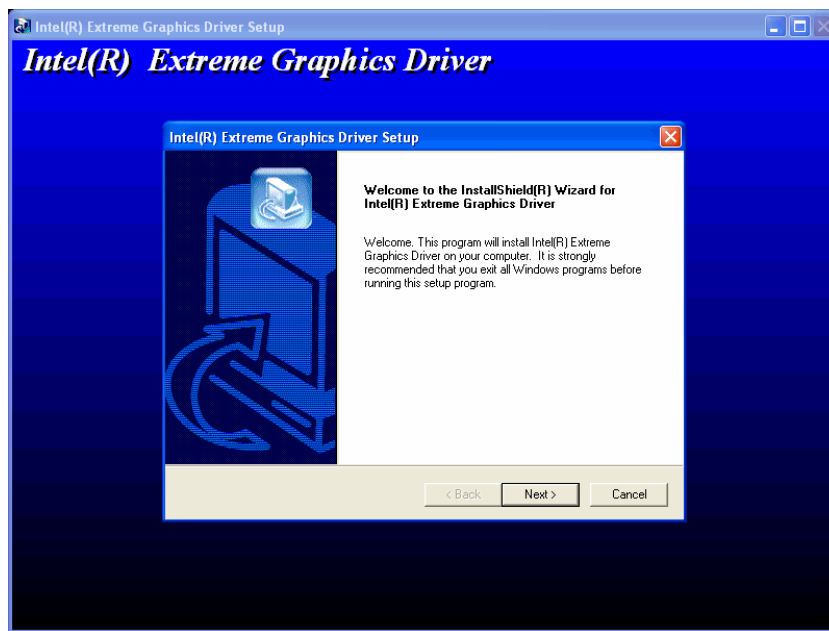 Intel(R) Extreme Graphics Driver Setup
Intel(R) Extreme Graphics Driver
Intel(R) Extreme Graphics Driver Setup
Welcome to the InstallShield(R) Wizard for
Intel(R) Extreme Graphics Driver
Welcome. This program will install Intel(R) Extreme
Graphics Driver on your computer. It is strongly
recommended that you exit all Windows programs before
running this setup program.
< Back Next > Cancel